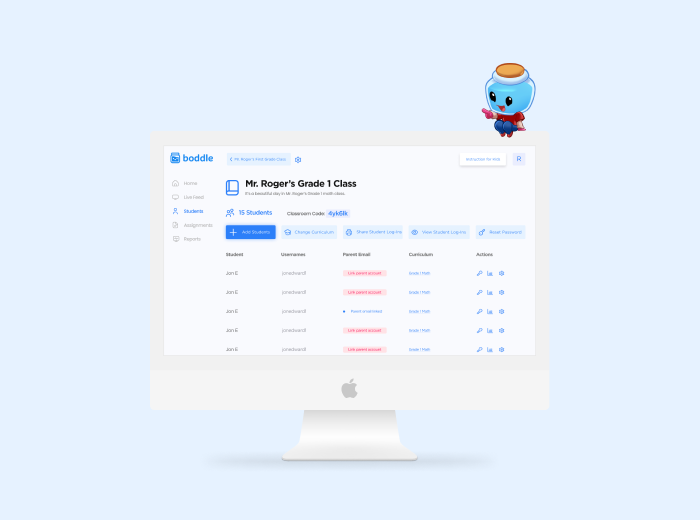 boddle
Mr. Roger's First Grade Class
Instruction for Kids
R
Home
Live Feed
Students
Assignments
Reports
Mr. Roger's Grade 1 Class
It's a beautiful day in Mr. Roger's Grade 1 math class.
15 Students
Classroom Code: 4yk6lk
Add Students
Change Curriculum
Share Student Log-ins
View Student Log-ins
Reset Password
Student Usernames Parent Email Curriculum Actions
Jon E jonedward1 Link parent account Grade 1 Math
Jon E jonedward1 Link parent account Grade 1 Math
Jon E jonedward1 Parent email linked Grade 1 Math
Jon E jonedward1 Link parent account Grade 1 Math
Jon E jonedward1 Link parent account Grade 1 Math